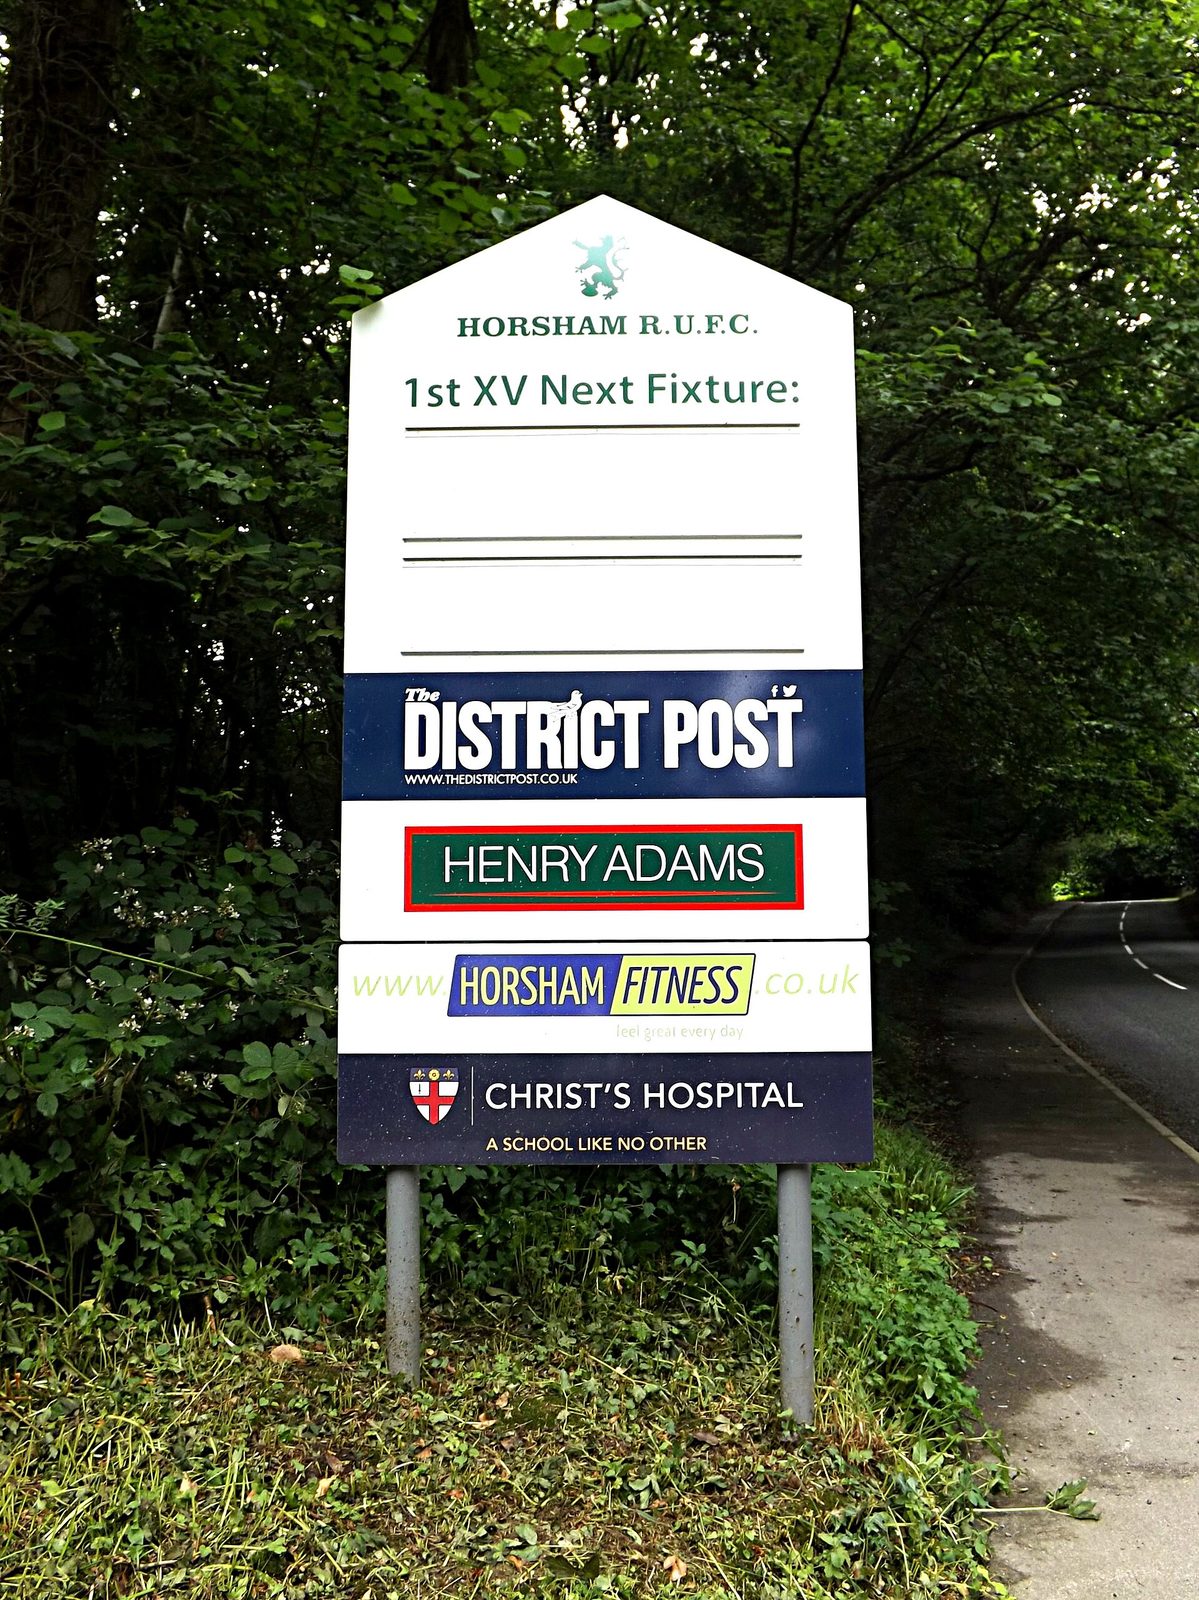 HORSHAM R.U.F.C.
1st XV Next Fixture:
The
DISTRICT POST
WWW.THEDISTRICTPOST.CO.UK
HENRY ADAMS
www.HORSHAM FITNESS.co.uk
feel great every day
CHRIST'S HOSPITAL
A SCHOOL LIKE NO OTHER